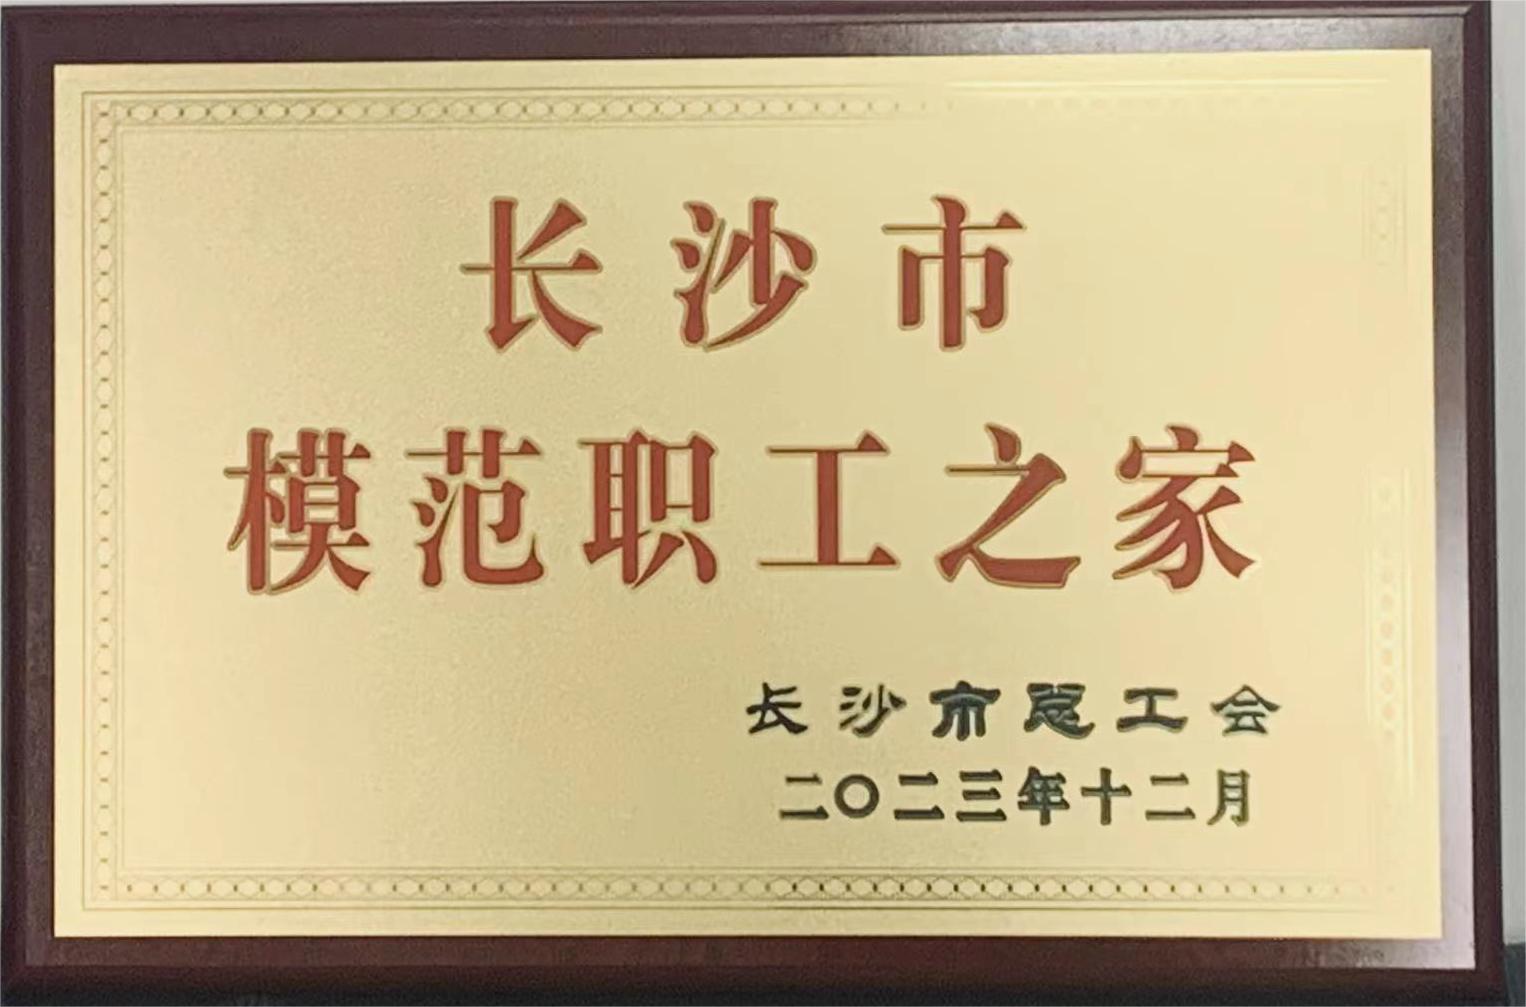 长沙市
模范职工之家
长沙市总工会
二〇二三年十二月